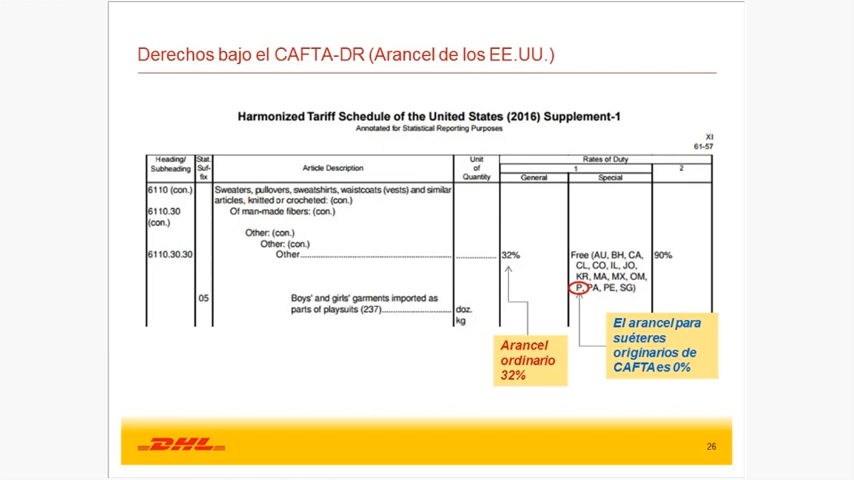 Derechos bajo el CAFTA-DR (Arancel de los EE.UU.)
Harmonized Tariff Schedule of the United States (2016) Supplement-1
Annotated for Statistical Reporting Purposes
XI
61-57
Heading/
Subheading
Stat.
Suf-
fix
Article Description
Unit
of
Quantity
Rates of Duty
1
2
General
Special
6110 (con.)
Sweaters, pullovers, sweatshirts, waistcoats (vests) and similar
articles, knitted or crocheted: (con.)
6110.30
(con.)
Of man-made fibers: (con.)
Other: (con.)
Other: (con.)
6110.30.30
Other
32%
Free (AU, BH, CA,
CL, CO, IL, JO,
KR, MA, MX, OM,
P, PA, PE, SG)
90%
05
Boys' and girls' garments imported as
parts of playsuits (237)
doz.
kg
Arancel
ordinario
32%
El arancel para
suéteres
originarios de
CAFTA es 0%
DHL
26